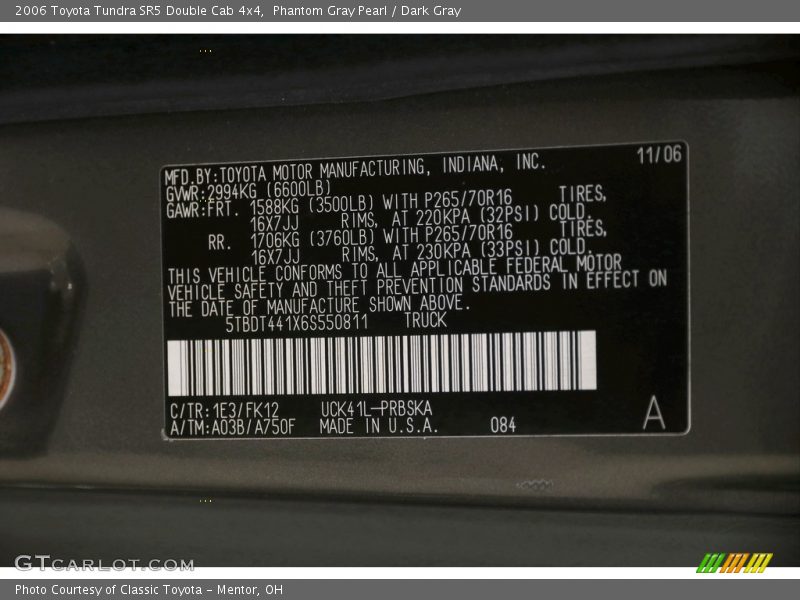 2006 Toyota Tundra SR5 Double Cab 4x4,  Phantom Gray Pearl / Dark Gray
11/06
MFD.BY:TOYOTA MOTOR MANUFACTURING, INDIANA, INC.
GVWR:2994KG (6600LB)
GAWR:FRT. 1588KG (3500LB) WITH P265/70R16 TIRES,
16X7JJ RIMS, AT 220KPA (32PSI) COLD.
RR. 1706KG (3760LB) WITH P265/70R16 TIRES,
16X7JJ RIMS, AT 230KPA (33PSI) COLD.
THIS VEHICLE CONFORMS TO ALL APPLICABLE FEDERAL MOTOR
VEHICLE SAFETY AND THEFT PREVENTION STANDARDS IN EFFECT ON
THE DATE OF MANUFACTURE SHOWN ABOVE.
5TBDT441X6S550811 TRUCK
C/TR:1E3/FK12 UCK41L-PRBSKA
A/TM:A03B/A750F MADE IN U.S.A. 084 A
GTCARLOT.COM
Photo Courtesy of Classic Toyota - Mentor, OH